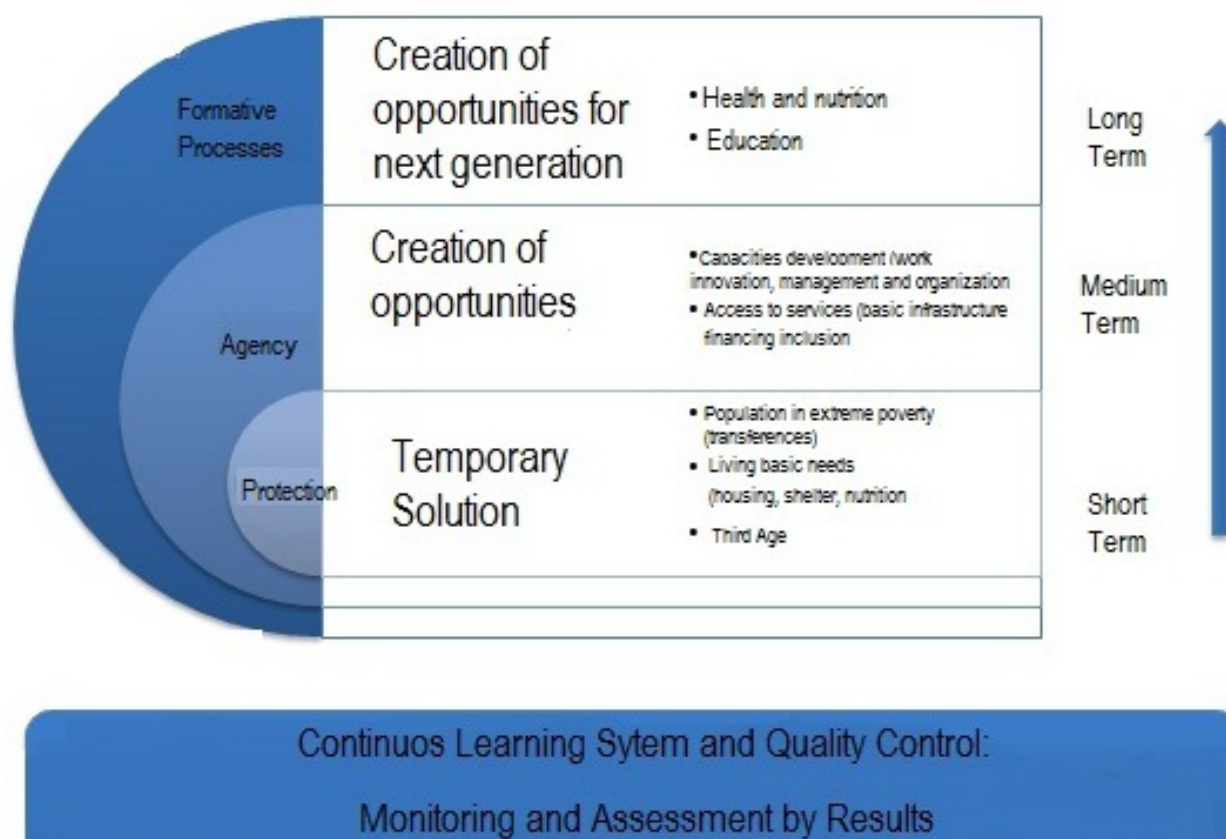 Formative
Processes
Creation of
opportunities for
next generation
• Health and nutrition
• Education
Long
Term
Agency
Creation of
opportunities
•Capacities development (work
innovation, management and organization
• Access to services (basic infrastructure
financing inclusion
Medium
Term
Protection
Temporary
Solution
• Population in extreme poverty
(transferences)
• Living basic needs
(housing, shelter, nutrition
• Third Age
Short
Term
Continuos Learning Sytem and Quality Control:
Monitoring and Assessment by Results